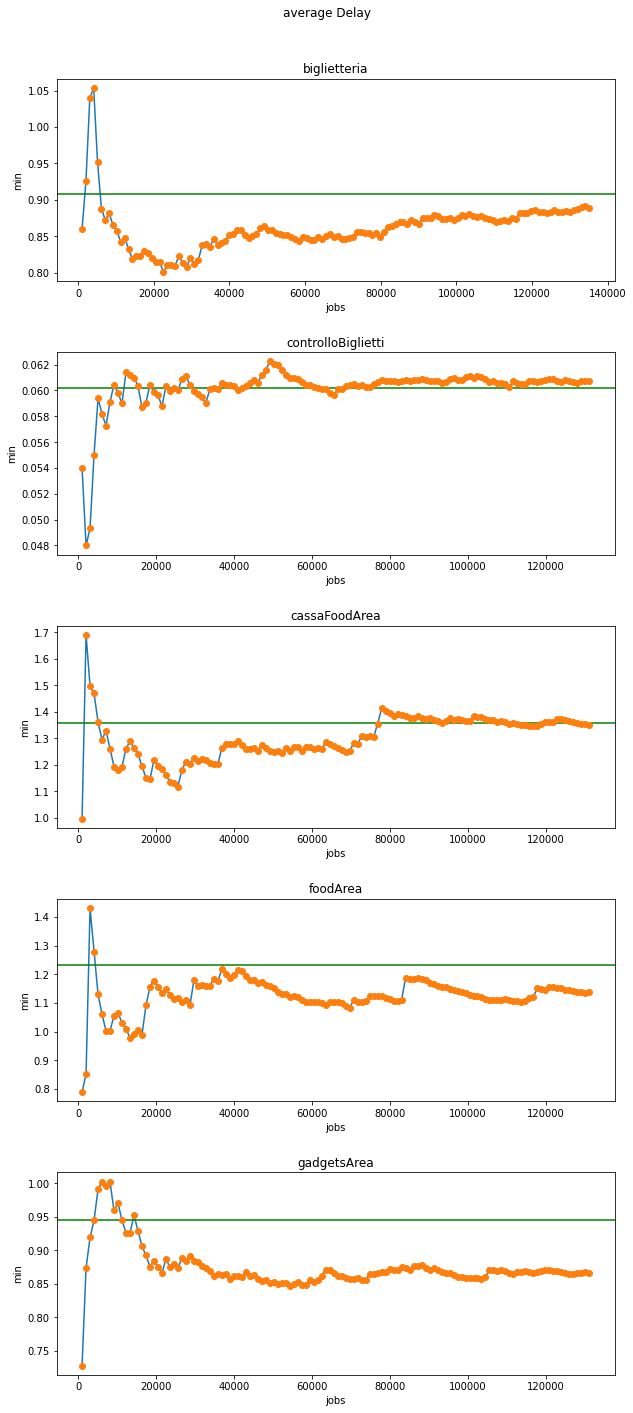 average Delay
biglietteria
1.05
1.00
0.95
0.90
0.85
0.80
min
0 20000 40000 60000 80000 100000 120000 140000
jobs
controlloBiglietti
0.062
0.060
0.058
0.056
0.054
0.052
0.050
0.048
min
0 20000 40000 60000 80000 100000 120000
jobs
cassaFoodArea
1.7
1.6
1.5
1.4
1.3
1.2
1.1
1.0
min
0 20000 40000 60000 80000 100000 120000
jobs
foodArea
1.4
1.3
1.2
1.1
1.0
0.9
0.8
min
0 20000 40000 60000 80000 100000 120000
jobs
gadgetsArea
1.00
0.95
0.90
0.85
0.80
0.75
min
0 20000 40000 60000 80000 100000 120000
jobs